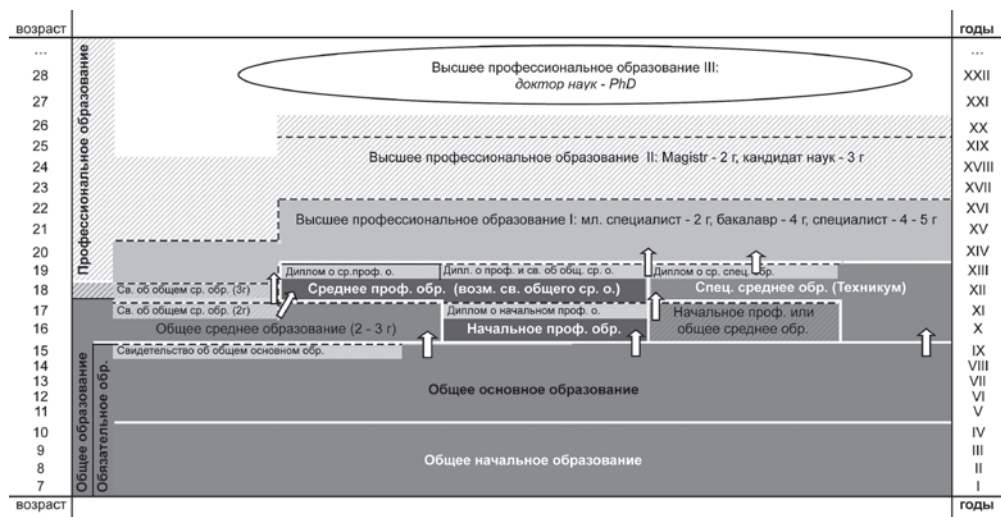 возраст
годы
...
...
28
Высшее профессиональное образование III:
XXII
доктор наук - PhD
27
XXI
26
XX
25
XIX
Высшее профессиональное образование II: Magistr - 2 г, кандидат наук - 3 г
24
XVIII
23
XVII
22
XVI
Высшее профессиональное образование I: мл. специалист - 2 г, бакалавр - 4 г, специалист - 4 - 5 г
21
XV
20
XIV
19
Диплом о ср.проф. о.
Дипл. о проф. и св. об общ. ср. о.
Диплом о ср. спец. обр.
XIII
18
Св. об общем ср. обр. (3г)
Среднее проф. обр. (возм. св. общего ср. о.)
Спец. среднее обр. (Техникум)
XII
17
Св. об общем ср. обр. (2г)
Диплом о начальном проф. о.
Начальное проф. или
XI
16
Общее среднее образование (2 - 3 г)
Начальное проф. обр.
общее среднее обр.
X
15
Свидетельство об общем основном обр.
IX
14
VIII
13
VII
Общее основное образование
12
VI
11
V
10
IV
9
III
Общее начальное образование
8
II
7
I
Профессиональное образование
Общее образование
Обязательное обр.
возраст
годы